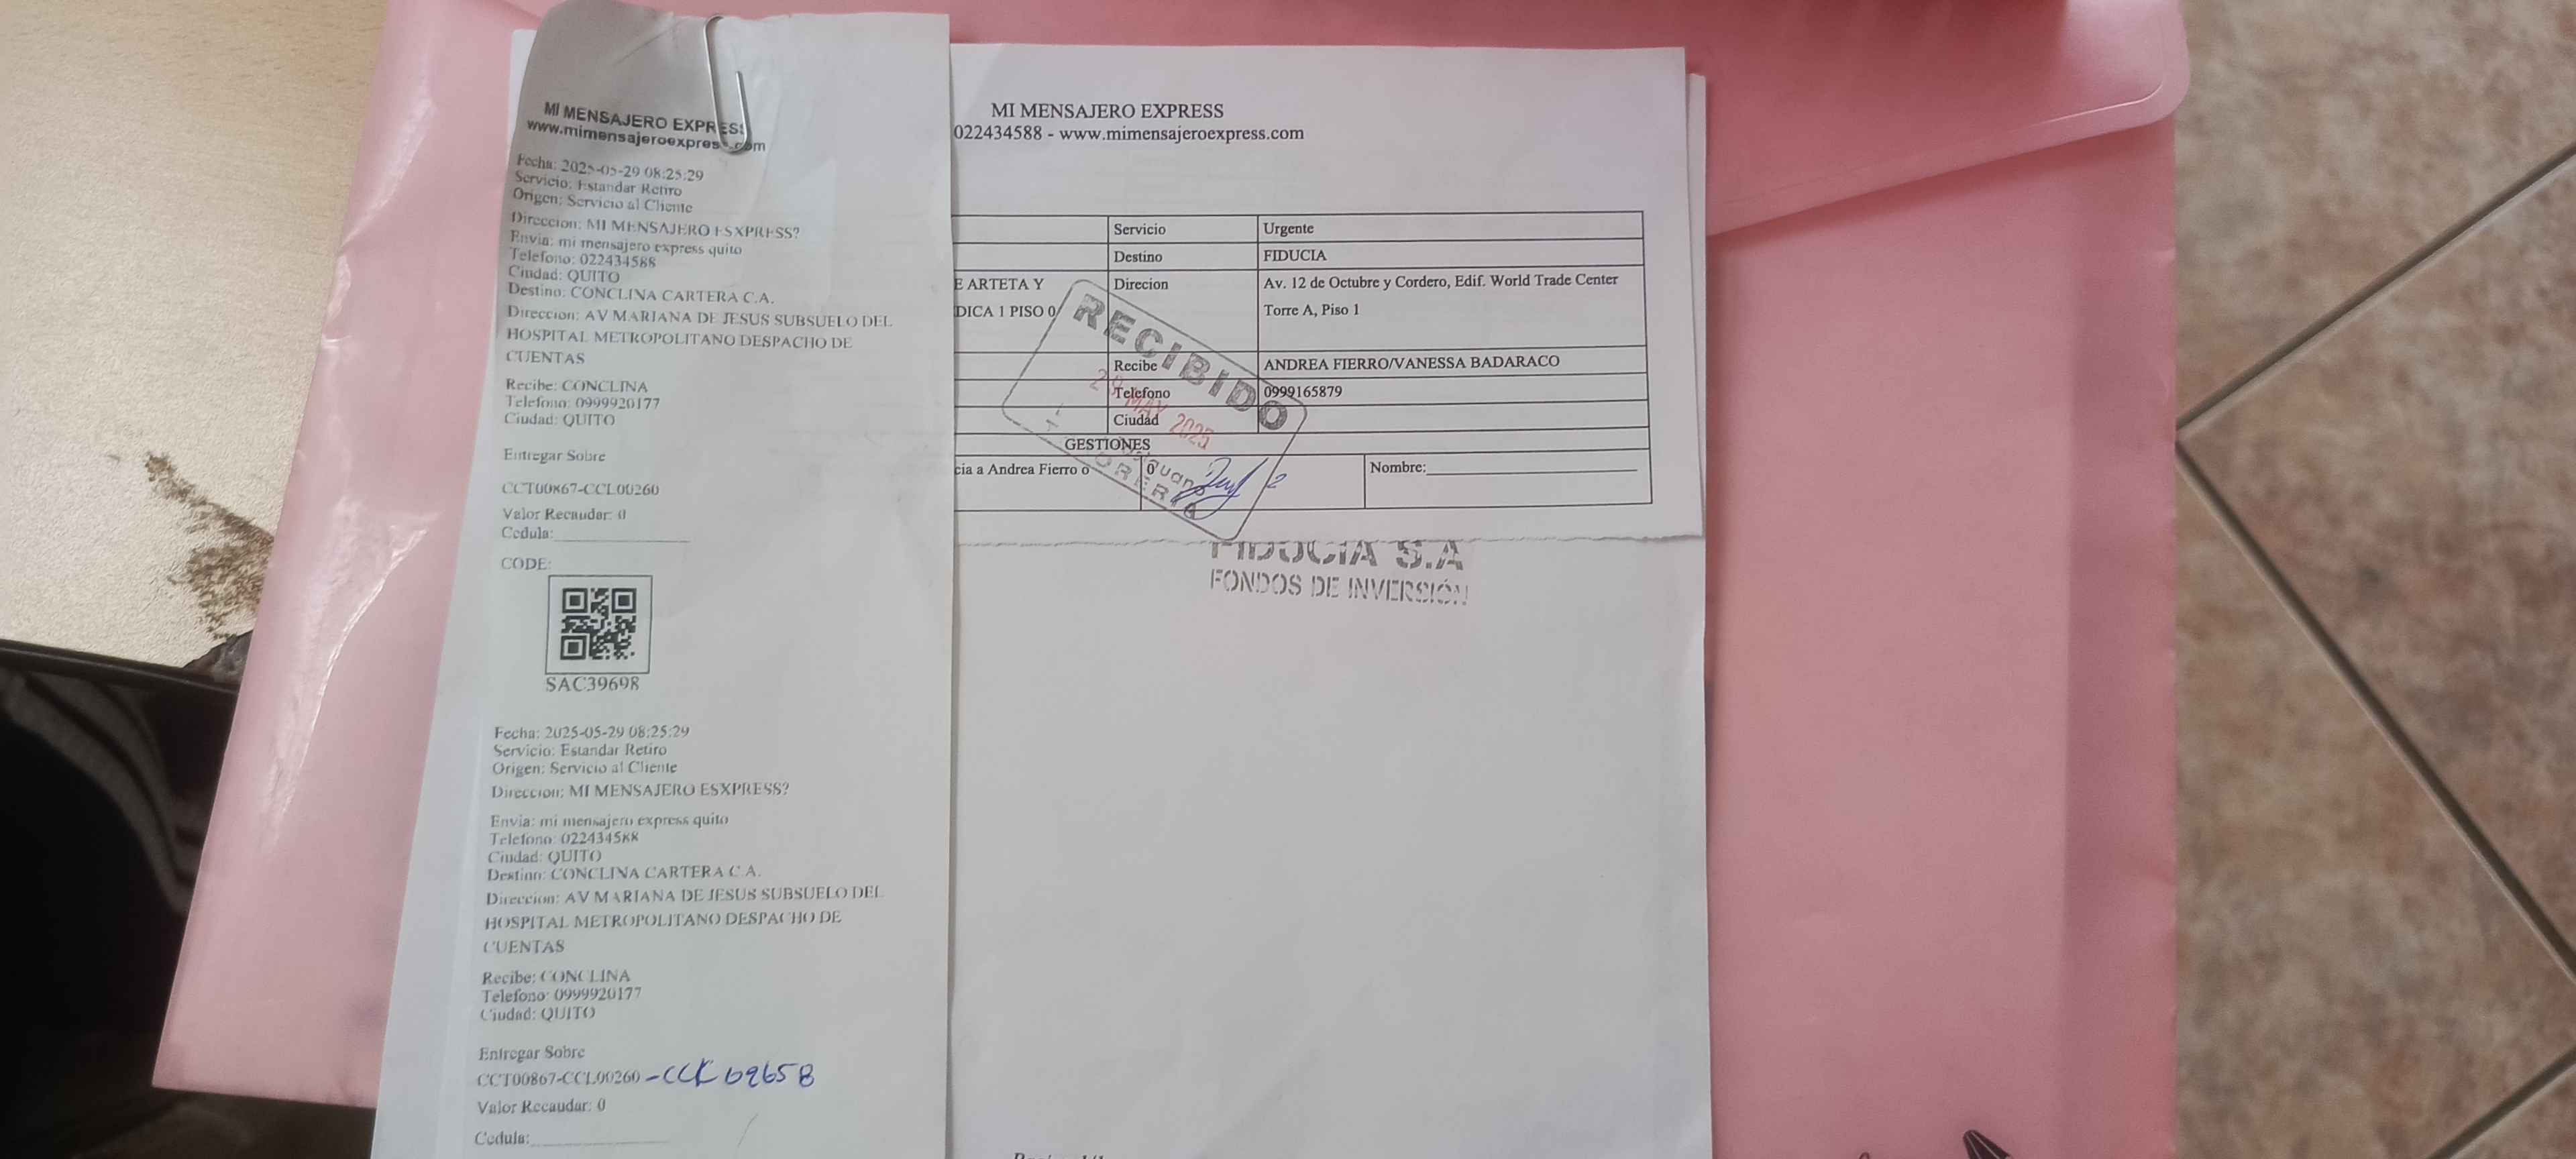 MI MENSAJERO EXPRESS
www.mimensajeroexpress.com
Fecha: 2025-05-29 08:25:29
Servicio: Estandar Retiro
Origen: Servicio al Cliente
Direccion: MI MENSAJERO ESXPRESS?
Envia: mi mensajero express quito
Telefono: 022434588
Ciudad: QUITO
Destino: CONCLINA CARTERA C.A.
Direccion: AV MARIANA DE JESUS SUBSUELO DEL
HOSPITAL METROPOLITANO DESPACHO DE
CUENTAS
Recibe: CONCLINA
Telefono: 0999920177
Ciudad: QUITO
Entregar Sobre
CCT00867-CCL00260
Valor Recaudar: 0
Cedula:
CODE:
SAC39698
Fecha: 2025-05-29 08:25:29
Servicio: Estandar Retiro
Origen: Servicio al Cliente
Direccion: MI MENSAJERO ESXPRESS?
Envia: mi mensajero express quito
Telefono: 022434588
Ciudad: QUITO
Destino: CONCLINA CARTERA C.A.
Direccion: AV MARIANA DE JESUS SUBSUELO DEL
HOSPITAL METROPOLITANO DESPACHO DE
CUENTAS
Recibe: CONCLINA
Telefono: 0999920177
Ciudad: QUITO
Entregar Sobre
CCT00867-CCL00260
Valor Recaudar: 0
Cedula:
MI MENSAJERO EXPRESS
022434588 - www.mimensajeroexpress.com
Servicio Urgente
Destino FIDUCIA
E ARTETA Y Direcion Av. 12 de Octubre y Cordero, Edif. World Trade Center
DICA 1 PISO 0 Torre A, Piso 1
Recibe ANDREA FIERRO/VANESSA BADARACO
Telefono 0999165879
Ciudad
GESTIONES
cia a Andrea Fierro o 0 Nombre:
RECIBIDO
MAY 2025
FIDUCIA S.A
FONDOS DE INVERSIÓN